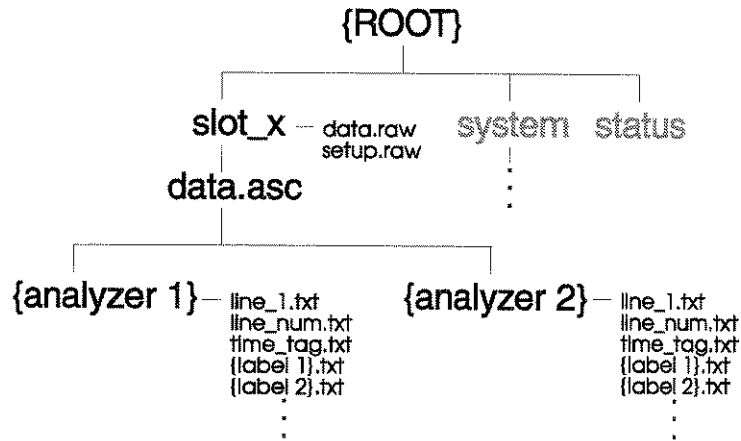 {ROOT}
slot_x
data.raw
setup.raw
system
status
data.asc
{analyzer 1}
line_1.txt
line_num.txt
time_tag.txt
{label 1}.txt
{label 2}.txt
{analyzer 2}
line_1.txt
line_num.txt
time_tag.txt
{label 1}.txt
{label 2}.txt